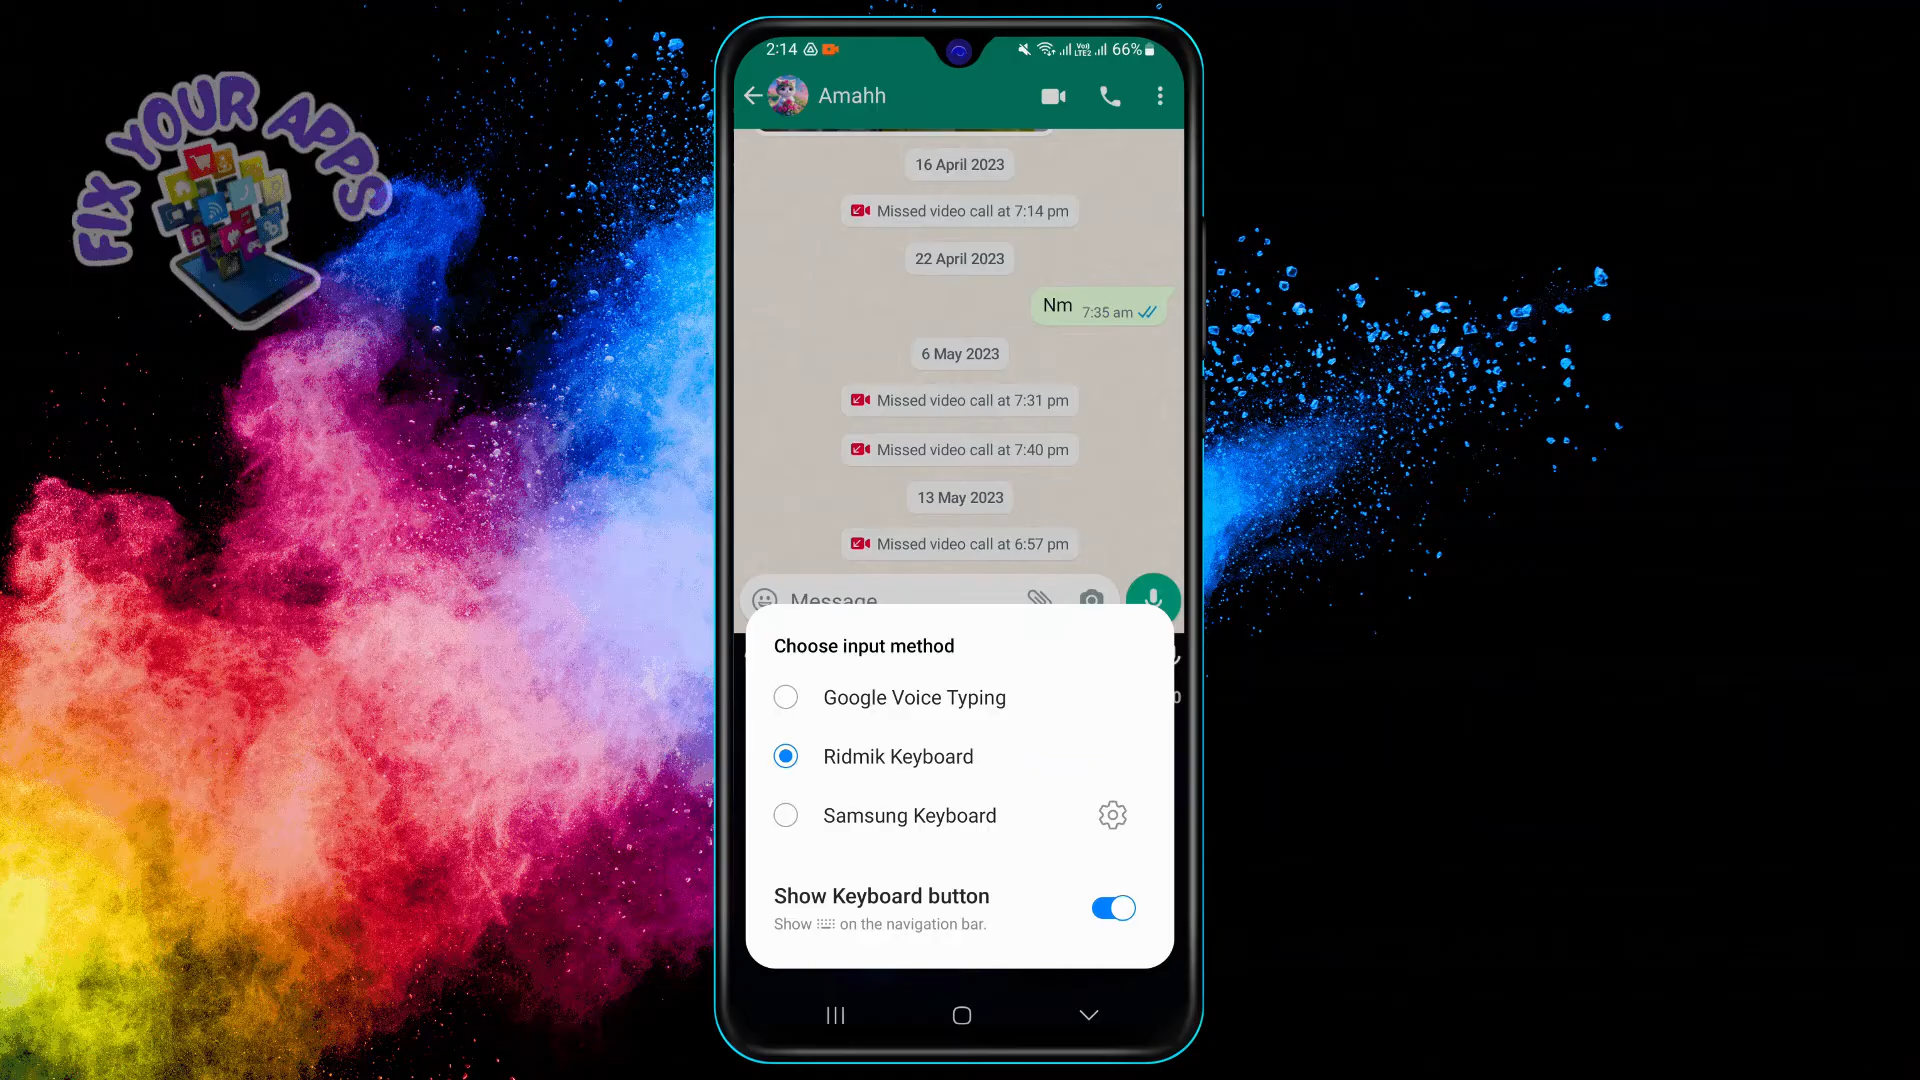 FIX YOUR APPS
2:14
66%
Amahh
16 April 2023
Missed video call at 7:14 pm
22 April 2023
Nm 7:35 am
6 May 2023
Missed video call at 7:31 pm
Missed video call at 7:40 pm
13 May 2023
Missed video call at 6:57 pm
Message
Choose input method
Google Voice Typing
Ridmik Keyboard
Samsung Keyboard
Show Keyboard button
Show on the navigation bar.